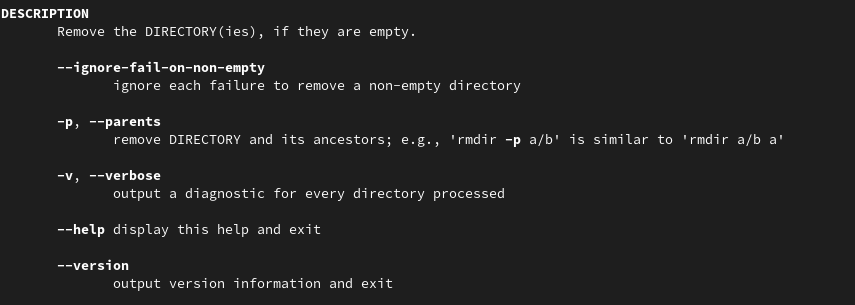 DESCRIPTION
Remove the DIRECTORY(ies), if they are empty.
--ignore-fail-on-non-empty
ignore each failure to remove a non-empty directory
-p, --parents
remove DIRECTORY and its ancestors; e.g., 'rmdir -p a/b' is similar to 'rmdir a/b a'
-v, --verbose
output a diagnostic for every directory processed
--help display this help and exit
--version
output version information and exit